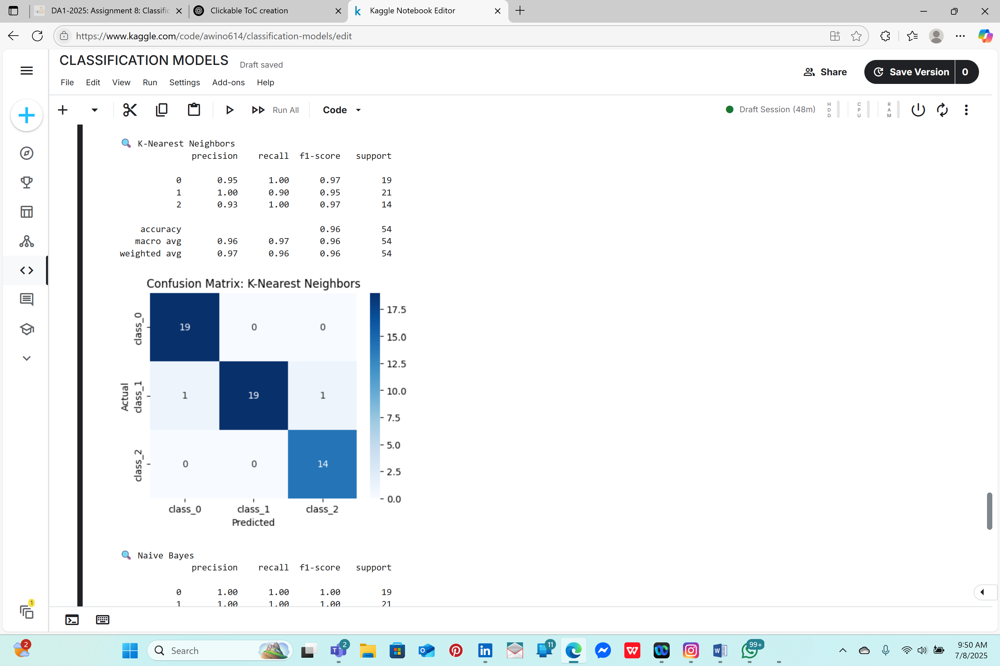 DA1-2025: Assignment 8: Classific
Clickable ToC creation
Kaggle Notebook Editor
https://www.kaggle.com/code/awino614/classification-models/edit
CLASSIFICATION MODELS
Draft saved
File Edit View Run Settings Add-ons Help
Share
Save Version
0
Run All
Code
Draft Session (48m)
HDD
CPU
RAM
K-Nearest Neighbors
precision recall f1-score support
0 0.95 1.00 0.97 19
1 1.00 0.90 0.95 21
2 0.93 1.00 0.97 14
accuracy 0.96 54
macro avg 0.96 0.97 0.96 54
weighted avg 0.97 0.96 0.96 54
Confusion Matrix: K-Nearest Neighbors
class_0
19 0 0
Actual
class_1
1 19 1
class_2
0 0 14
class_0 class_1 class_2
Predicted
17.5
15.0
12.5
10.0
7.5
5.0
2.5
0.0
Naive Bayes
precision recall f1-score support
0 1.00 1.00 1.00 19
1 1.00 1.00 1.00 21
1
2
Search
2
11
99+
9:50 AM
7/8/2025